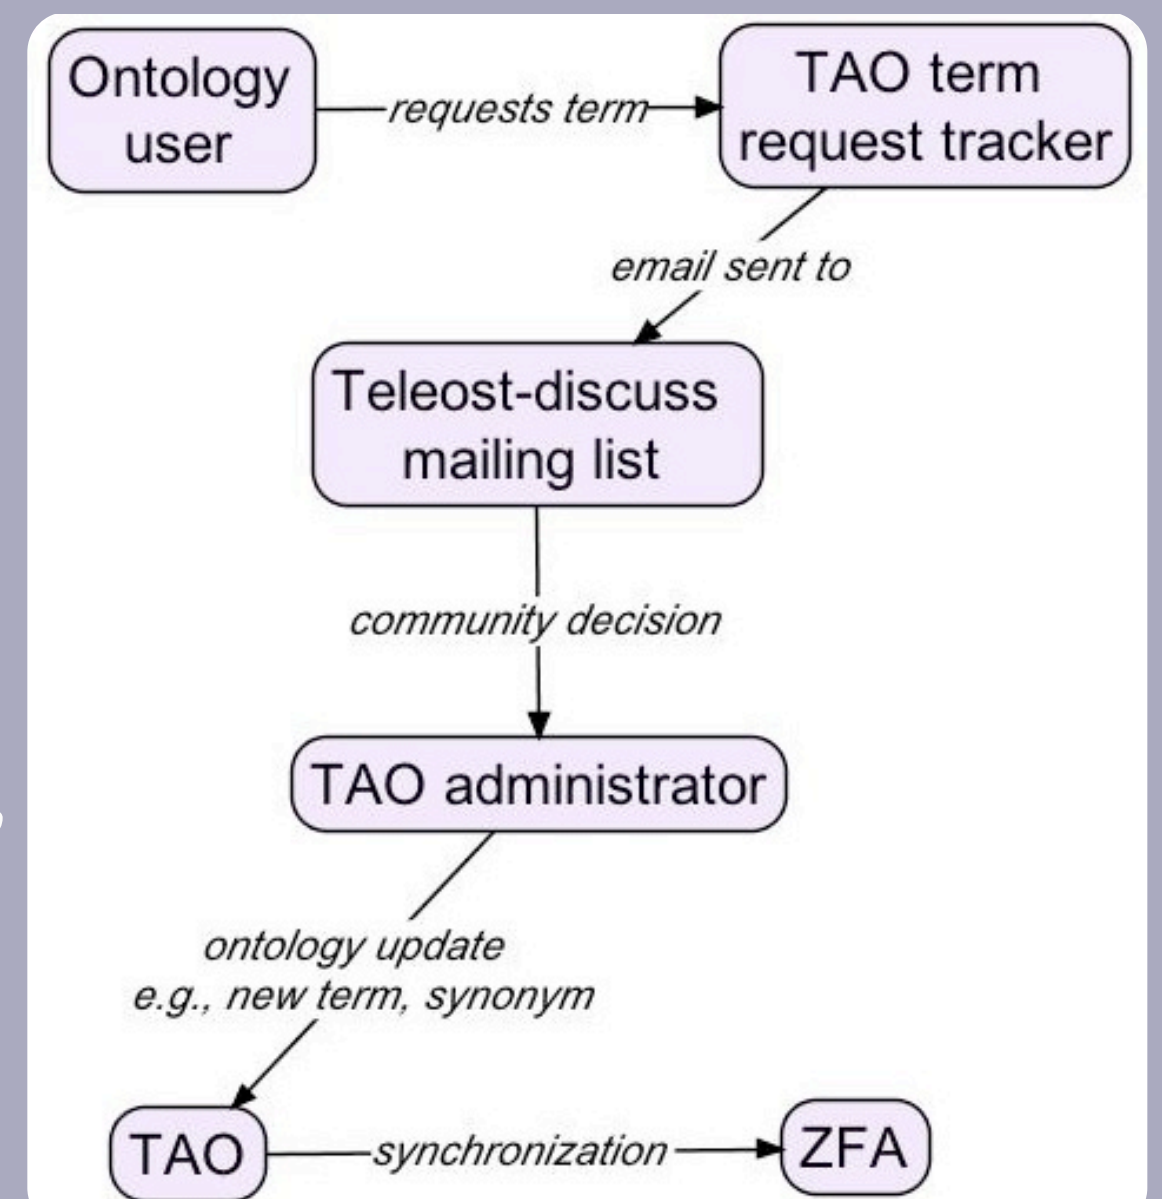 Ontology
user
requests term
TAO term
request tracker
email sent to
Teleost-discuss
mailing list
community decision
TAO administrator
ontology update
e.g., new term, synonym
TAO
synchronization
ZFA